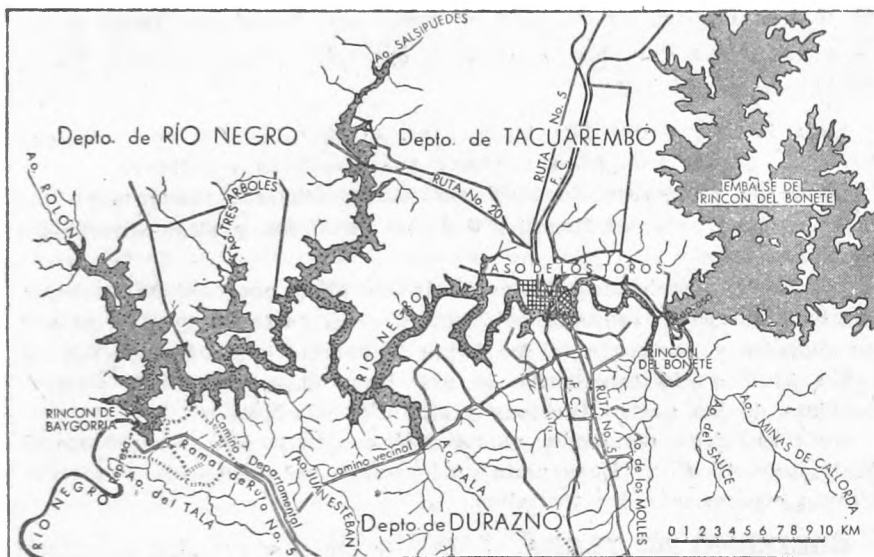 Ao. SALSIPUEDES
Depto. de RÍO NEGRO
Depto. de TACUAREMBO
RUTA No. 5
F. C.
EMBALSE DE
RINCON DEL BONETE
Ao. ROLO
Ao. TRES ARBOLES
RUTA No. 20
PASO DE LOS TOROS
RIO NEGRO
RINCON
DEL BONETE
RINCON DE
BAYGORRIA
Represa
Ramal
Camino
Departamental
de Ruta No. 5
Camino vecinal
F. C.
RUTA No. 5
RIO NEGRO
Ao. del TALA
Ao. JUAN ESTEBAN
Ao. TALA
Ao. de los MOLLES
Ao. del SAUCE
Ao. MINAS DE CALLORDA
Depto de DURAZNO
0 1 2 3 4 5 6 7 8 9 10 KM